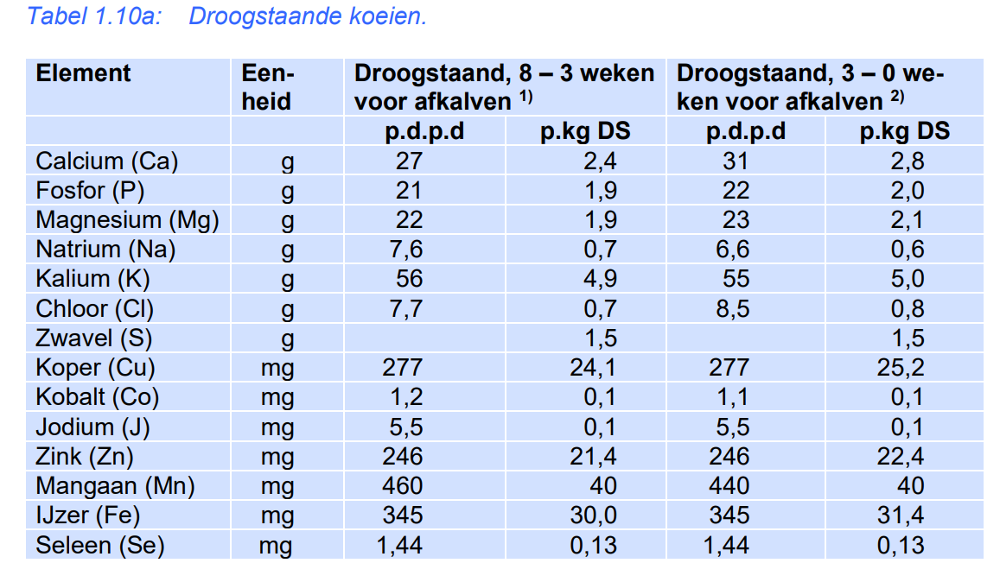 Tabel 1.10a: Droogstaande koeien.
Element Een- Droogstaand, 8 – 3 weken Droogstaand, 3 – 0 we-
heid voor afkalven 1) ken voor afkalven 2)
p.d.p.d p.kg DS p.d.p.d p.kg DS
Calcium (Ca) g 27 2,4 31 2,8
Fosfor (P) g 21 1,9 22 2,0
Magnesium (Mg) g 22 1,9 23 2,1
Natrium (Na) g 7,6 0,7 6,6 0,6
Kalium (K) g 56 4,9 55 5,0
Chloor (Cl) g 7,7 0,7 8,5 0,8
Zwavel (S) g 1,5 1,5
Koper (Cu) mg 277 24,1 277 25,2
Kobalt (Co) mg 1,2 0,1 1,1 0,1
Jodium (J) mg 5,5 0,1 5,5 0,1
Zink (Zn) mg 246 21,4 246 22,4
Mangaan (Mn) mg 460 40 440 40
IJzer (Fe) mg 345 30,0 345 31,4
Seleen (Se) mg 1,44 0,13 1,44 0,13